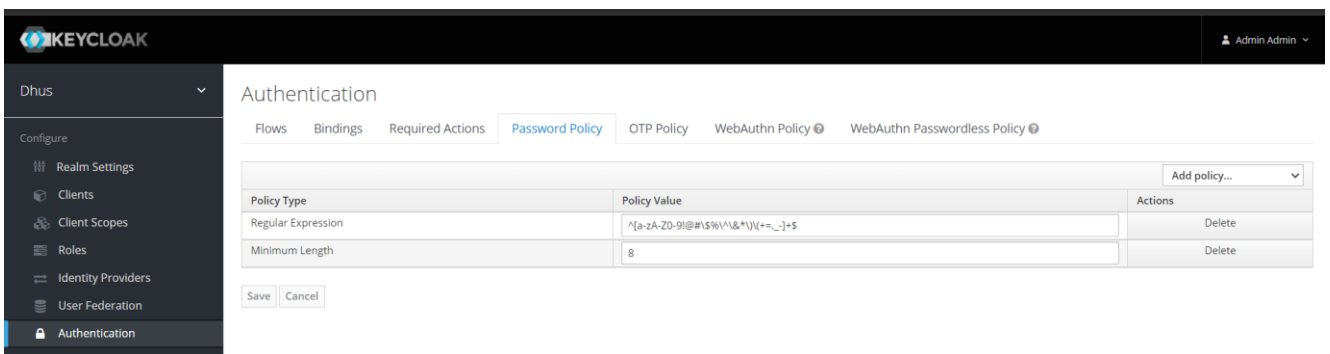 KEYCLOAK
Admin Admin
Dhus
Configure
Realm Settings
Clients
Client Scopes
Roles
Identity Providers
User Federation
Authentication
Authentication
Flows Bindings Required Actions Password Policy OTP Policy WebAuthn Policy WebAuthn Passwordless Policy
Add policy...
Policy Type Policy Value Actions
Regular Expression ^[a-zA-Z0-9!@#\$%\^\&*\)\(+=._-]+$ Delete
Minimum Length 8 Delete
Save Cancel